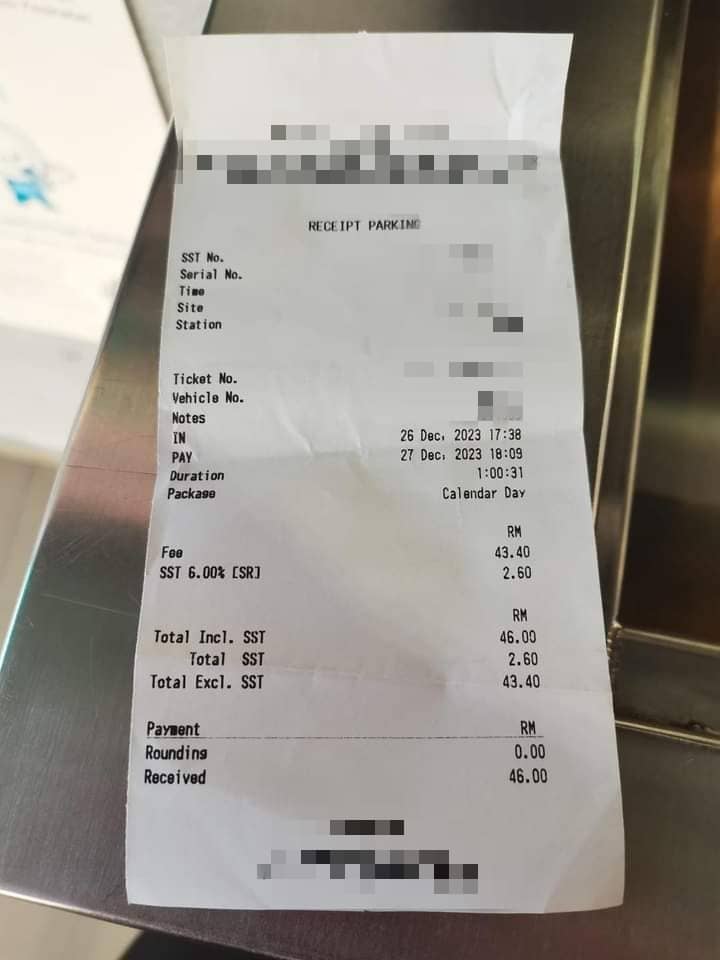 RECEIPT PARKING
SST No.
Serial No.
Time
Site
Station
Ticket No.
Vehicle No.
Notes
IN 26 Dec, 2023 17:38
PAY 27 Dec, 2023 18:09
Duration 1:00:31
Package Calendar Day
RM
Fee 43.40
SST 6.00% [SR] 2.60
RM
Total Incl. SST 46.00
Total SST 2.60
Total Excl. SST 43.40
Payment RM
Rounding 0.00
Received 46.00